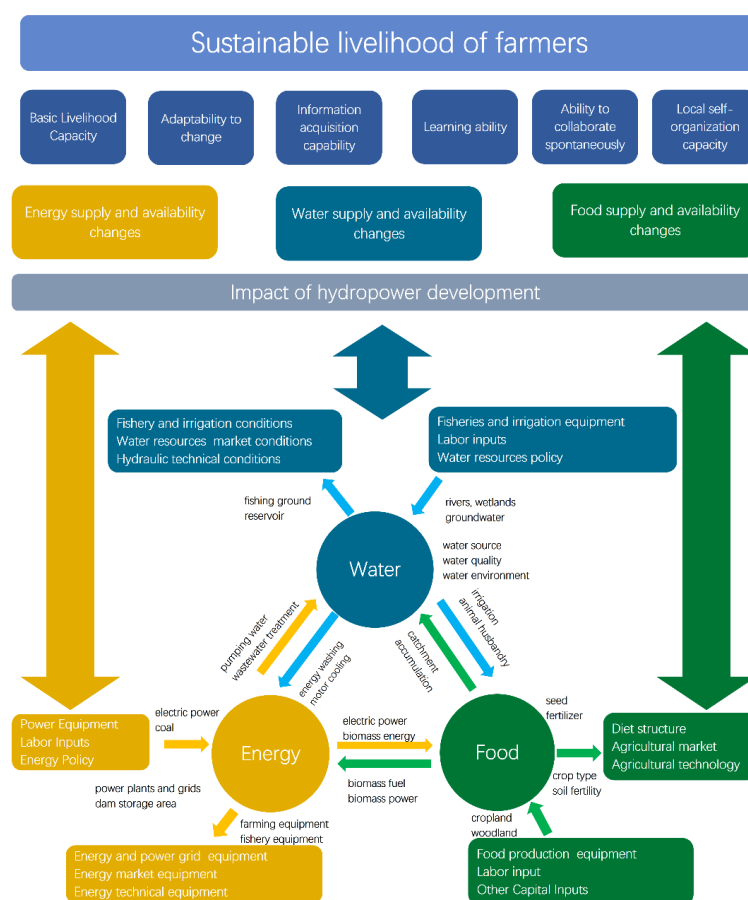 Sustainable livelihood of farmers
Basic Livelihood
Capacity
Adaptability to
change
Information
acquisition
capability
Learning ability
Ability to
collaborate
spontaneously
Local self-
organization
capacity
Energy supply and availability
changes
Water supply and availability
changes
Food supply and availability
changes
Impact of hydropower development
Fishery and irrigation conditions
Water resources market conditions
Hydraulic technical conditions
Fisheries and irrigation equipment
Labor inputs
Water resources policy
fishing ground
reservoir
rivers, wetlands
groundwater
Water
water source
water quality
water environment
pumping water
wastewater treatment
energy washing
motor cooling
catchment
accumulation
irrigation
animal husbandry
Power Equipment
Labor Inputs
Energy Policy
electric power
coal
Energy
electric power
biomass energy
biomass fuel
biomass power
Food
seed
fertilizer
crop type
soil fertility
Diet structure
Agricultural market
Agricultural technology
power plants and grids
dam storage area
farming equipment
fishery equipment
cropland
woodland
Energy and power grid equipment
Energy market equipment
Energy technical equipment
Food production equipment
Labor input
Other Capital Inputs